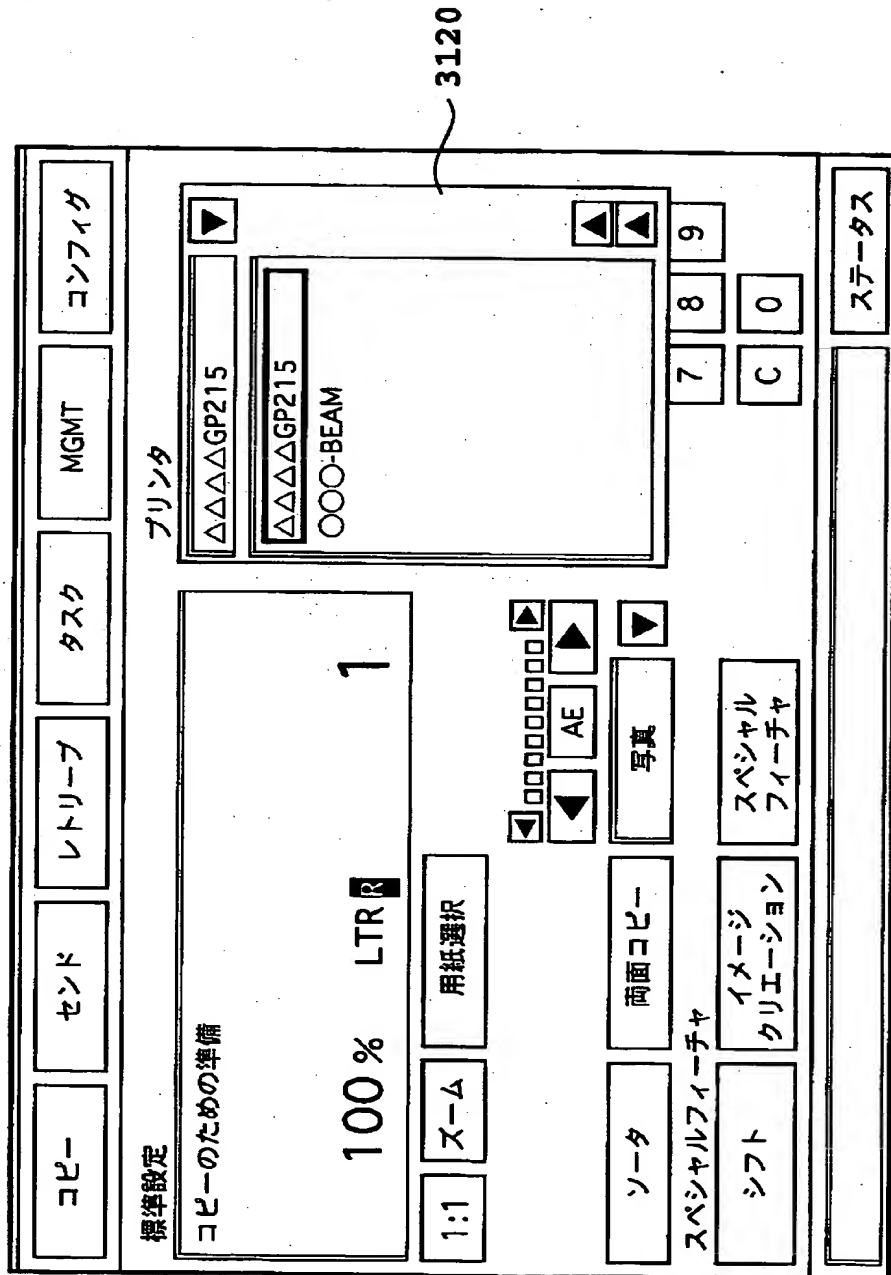 コピー
センド
レトリーブ
タスク
MGMT
コンフィグ
標準設定
コピーのための準備
100% LTR R 1
1:1
ズーム
用紙選択
AE
ソータ
両面コピー
写真
スペシャルフィーチャ
シフト
イメージ
クリエーション
スペシャル
フィーチャ
プリンタ
△△△△GP215
△△△△GP215
○○○-BEAM
7
8
9
C
0
ステータス
3120